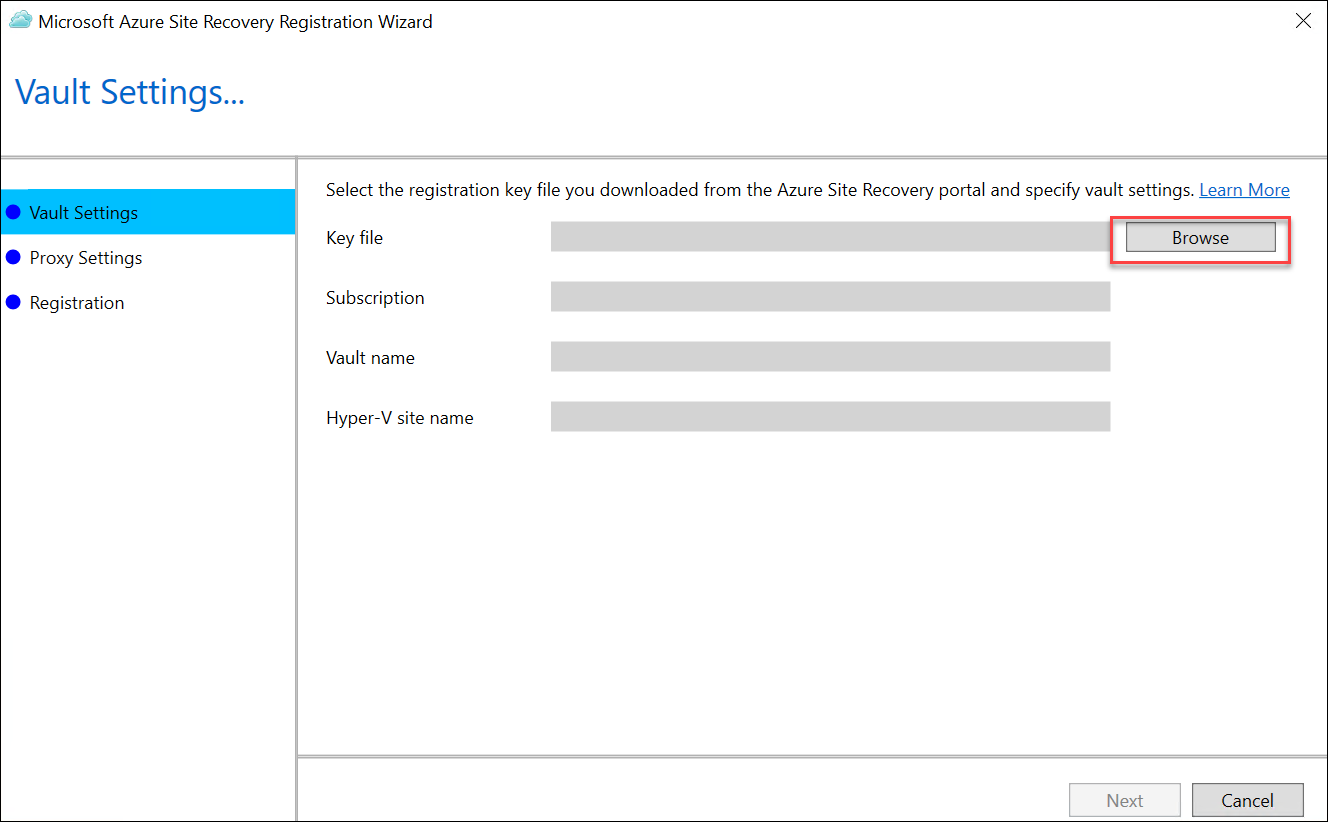 Microsoft Azure Site Recovery Registration Wizard
Vault Settings...
Vault Settings
Proxy Settings
Registration
Select the registration key file you downloaded from the Azure Site Recovery portal and specify vault settings. Learn More
Key file
Browse
Subscription
Vault name
Hyper-V site name
Next
Cancel